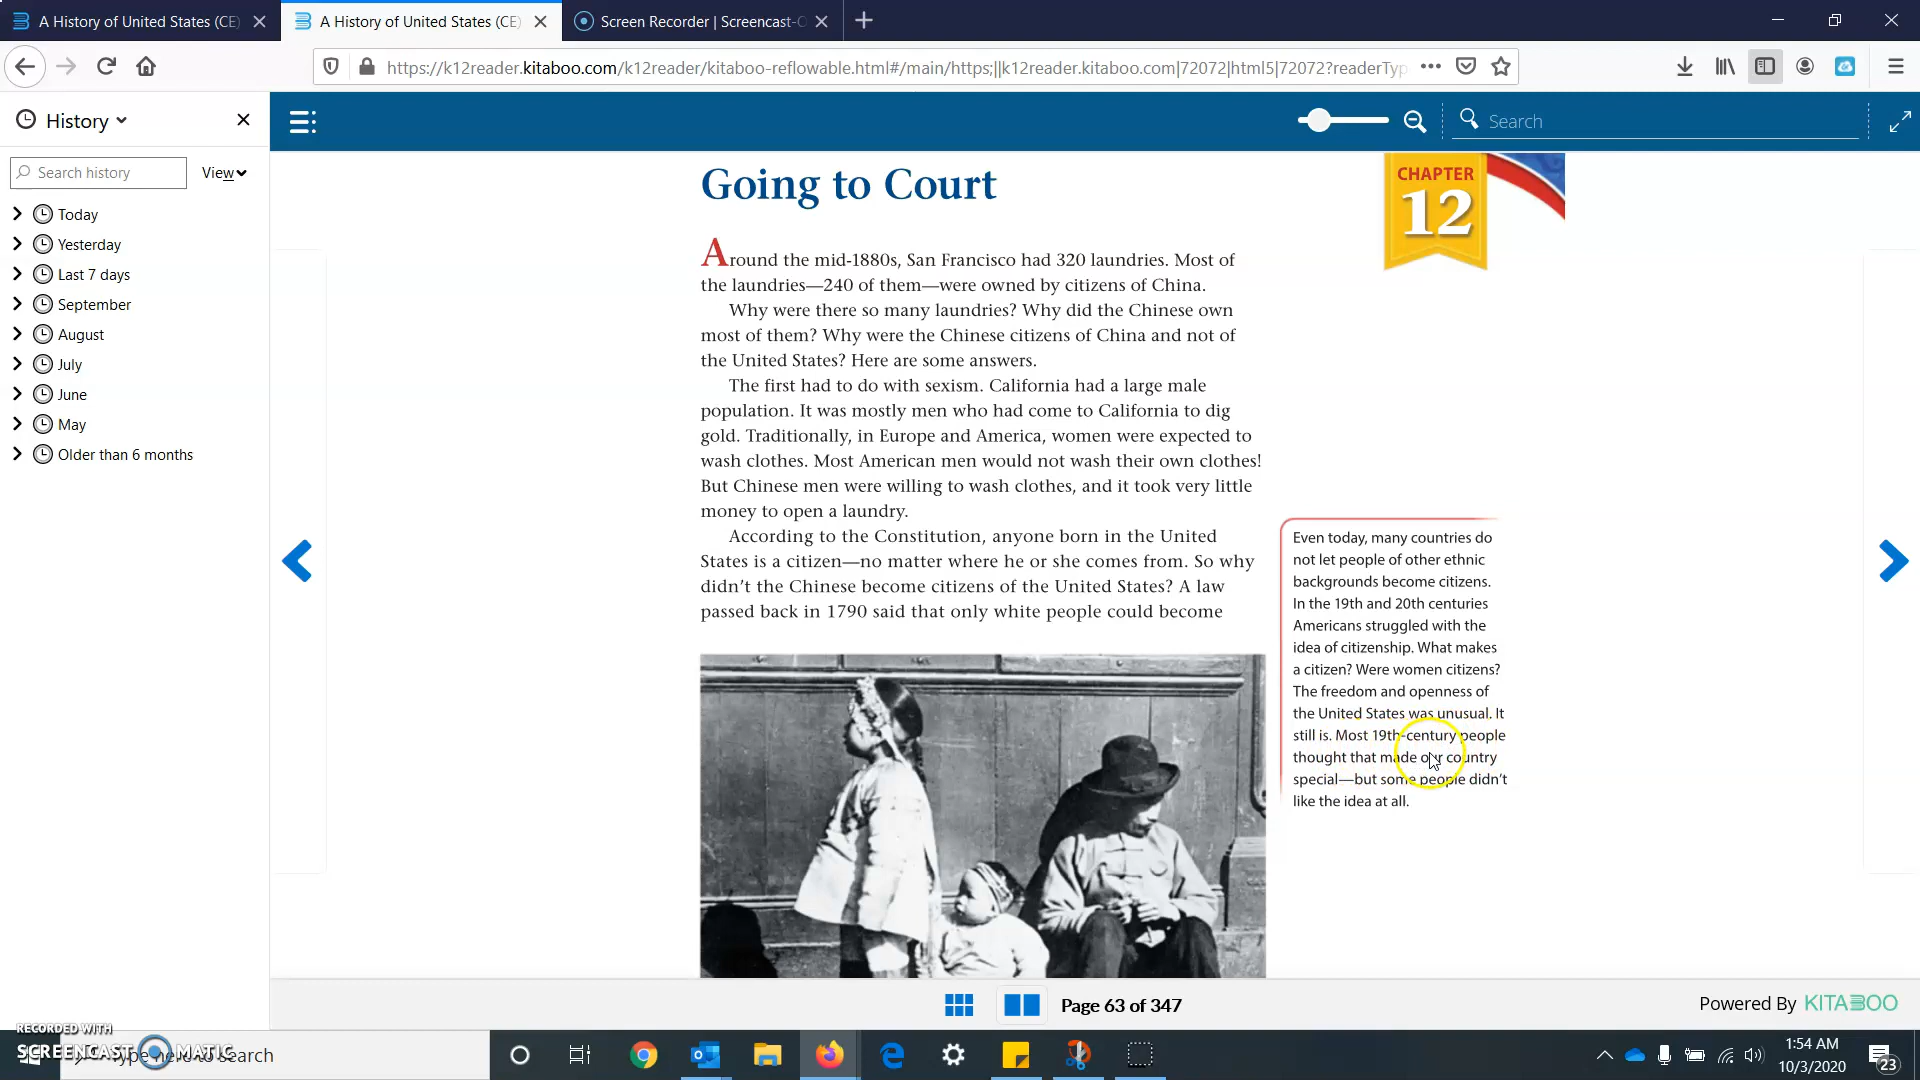 A History of United States (CE)
A History of United States (CE)
Screen Recorder | Screencast-O
https://k12reader.kitaboo.com/k12reader/kitaboo-reflowable.html#/main/https;||k12reader.kitaboo.com|72072|html5|72072?readerTyp
History
Search
Search history
View
Today
Yesterday
Last 7 days
September
August
July
June
May
Older than 6 months
Going to Court
CHAPTER
12
Around the mid-1880s, San Francisco had 320 laundries. Most of
the laundries—240 of them—were owned by citizens of China.
Why were there so many laundries? Why did the Chinese own
most of them? Why were the Chinese citizens of China and not of
the United States? Here are some answers.
The first had to do with sexism. California had a large male
population. It was mostly men who had come to California to dig
gold. Traditionally, in Europe and America, women were expected to
wash clothes. Most American men would not wash their own clothes!
But Chinese men were willing to wash clothes, and it took very little
money to open a laundry.
According to the Constitution, anyone born in the United
States is a citizen—no matter where he or she comes from. So why
didn't the Chinese become citizens of the United States? A law
passed back in 1790 said that only white people could become
Even today, many countries do
not let people of other ethnic
backgrounds become citizens.
In the 19th and 20th centuries
Americans struggled with the
idea of citizenship. What makes
a citizen? Were women citizens?
The freedom and openness of
the United States was unusual. It
still is. Most 19th-century people
thought that made our country
special—but some people didn't
like the idea at all.
Page 63 of 347
Powered By KITABOO
RECORDED WITH
SCREENCAST MATIC
Type here to search
1:54 AM
10/3/2020
23